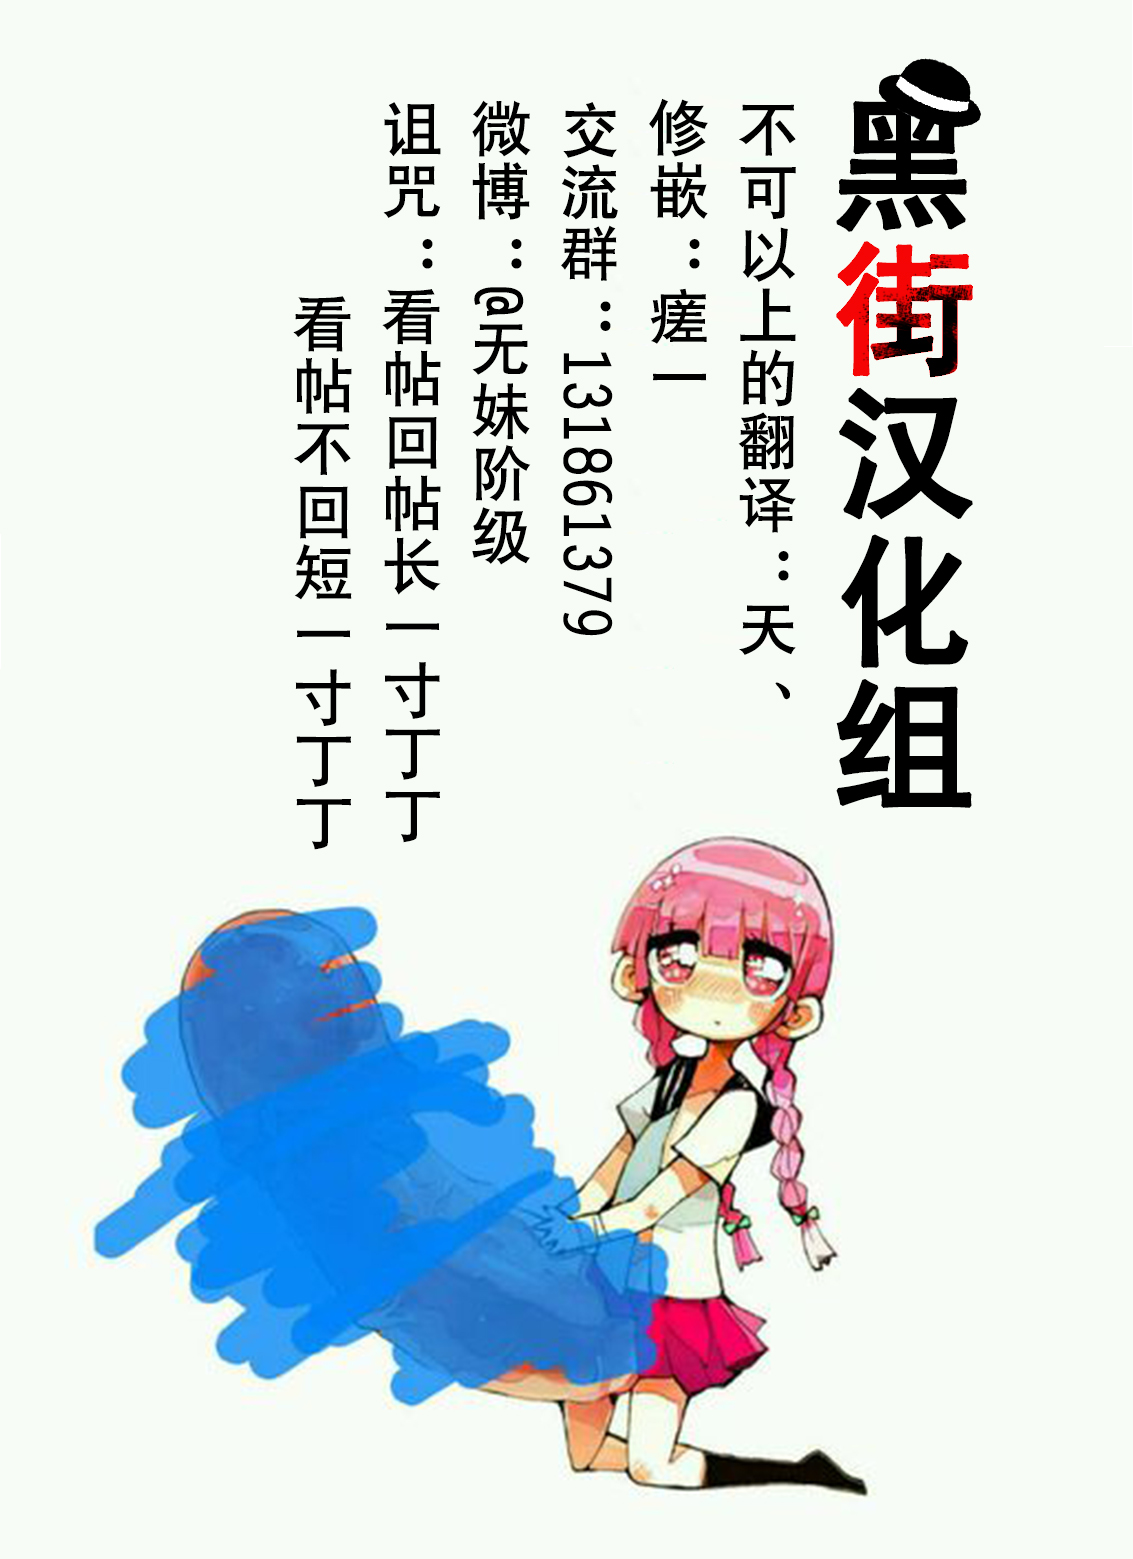 黑街汉化组
不可以上的翻译：天、
修嵌：瘥一
交流群：131861379
微博：@无妹阶级
诅咒：看帖回帖长一寸丁丁
看帖不回短一寸丁丁